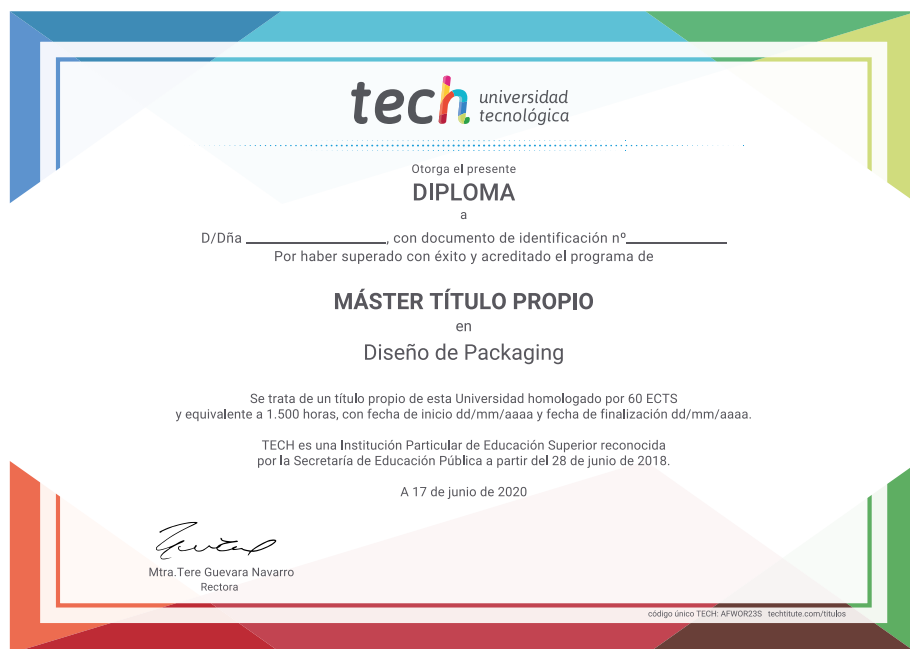 tech universidad
tecnológica
Otorga el presente
DIPLOMA
a
D/Dña ____________________, con documento de identificación nº______________
Por haber superado con éxito y acreditado el programa de
MÁSTER TÍTULO PROPIO
en
Diseño de Packaging
Se trata de un título propio de esta Universidad homologado por 60 ECTS
y equivalente a 1.500 horas, con fecha de inicio dd/mm/aaaa y fecha de finalización dd/mm/aaaa.
TECH es una Institución Particular de Educación Superior reconocida
por la Secretaría de Educación Pública a partir del 28 de junio de 2018.
A 17 de junio de 2020
Mtra.Tere Guevara Navarro
Rectora
código único TECH: AFWOR23S techtitute.com/titulos